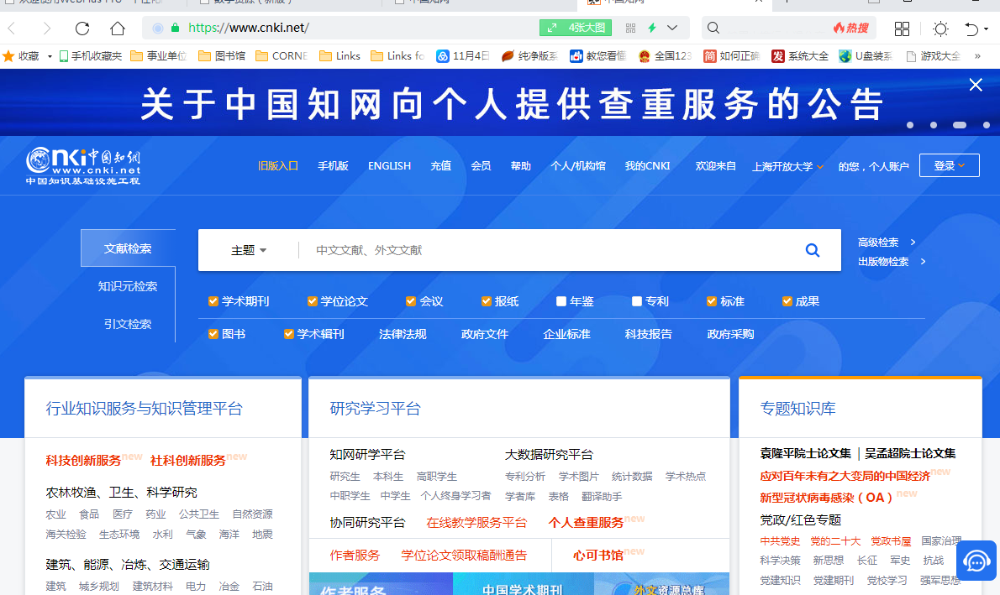 https://www.cnki.net/ 4张大图 热搜
收藏 手机收藏夹 事业单位 图书馆 CORNE Links Links fo 11月4日 纯净版系 教您看懂 全国123 如何正确 系统大全 U盘装系 游戏大全 »
关于中国知网向个人提供查重服务的公告
cnki 中国知网
www.cnki.net
中国知识基础设施工程
旧版入口 手机版 ENGLISH 充值 会员 帮助 个人/机构馆 我的CNKI 欢迎来自 上海开放大学 的您，个人账户 登录
文献检索 主题 中文文献、外文文献 高级检索 >
出版物检索 >
知识元检索
引文检索
学术期刊 学位论文 会议 报纸 年鉴 专利 标准 成果
图书 学术辑刊 法律法规 政府文件 企业标准 科技报告 政府采购
行业知识服务与知识管理平台
科技创新服务new 社科创新服务new
农林牧渔、卫生、科学研究
农业 食品 医疗 药业 公共卫生 自然资源
海关检验 生态环境 水利 气象 海洋 地震
建筑、能源、冶炼、交通运输
建筑 城乡规划 建筑材料 电力 冶金 石油
研究学习平台
知网研学平台
研究生 本科生 高职学生
中职学生 中学生 个人终身学习者
大数据研究平台
专利分析 学术图片 统计数据 学术热点
学者库 表格 翻译助手
协同研究平台 在线教学服务平台 个人查重服务new
作者服务 学位论文领取稿酬通告 心可书馆new
作者服务 中国学术期刊 外文资源总库
专题知识库
袁隆平院士论文集 | 吴孟超院士论文集
应对百年未有之大变局的中国经济new
新型冠状病毒感染（OA）new
党政/红色专题
中共党史 党的二十大 党政书屋 国家治理
科学决策 新思想 长征 军史 抗战
党建知识 党建期刊 党校学习 强军思想